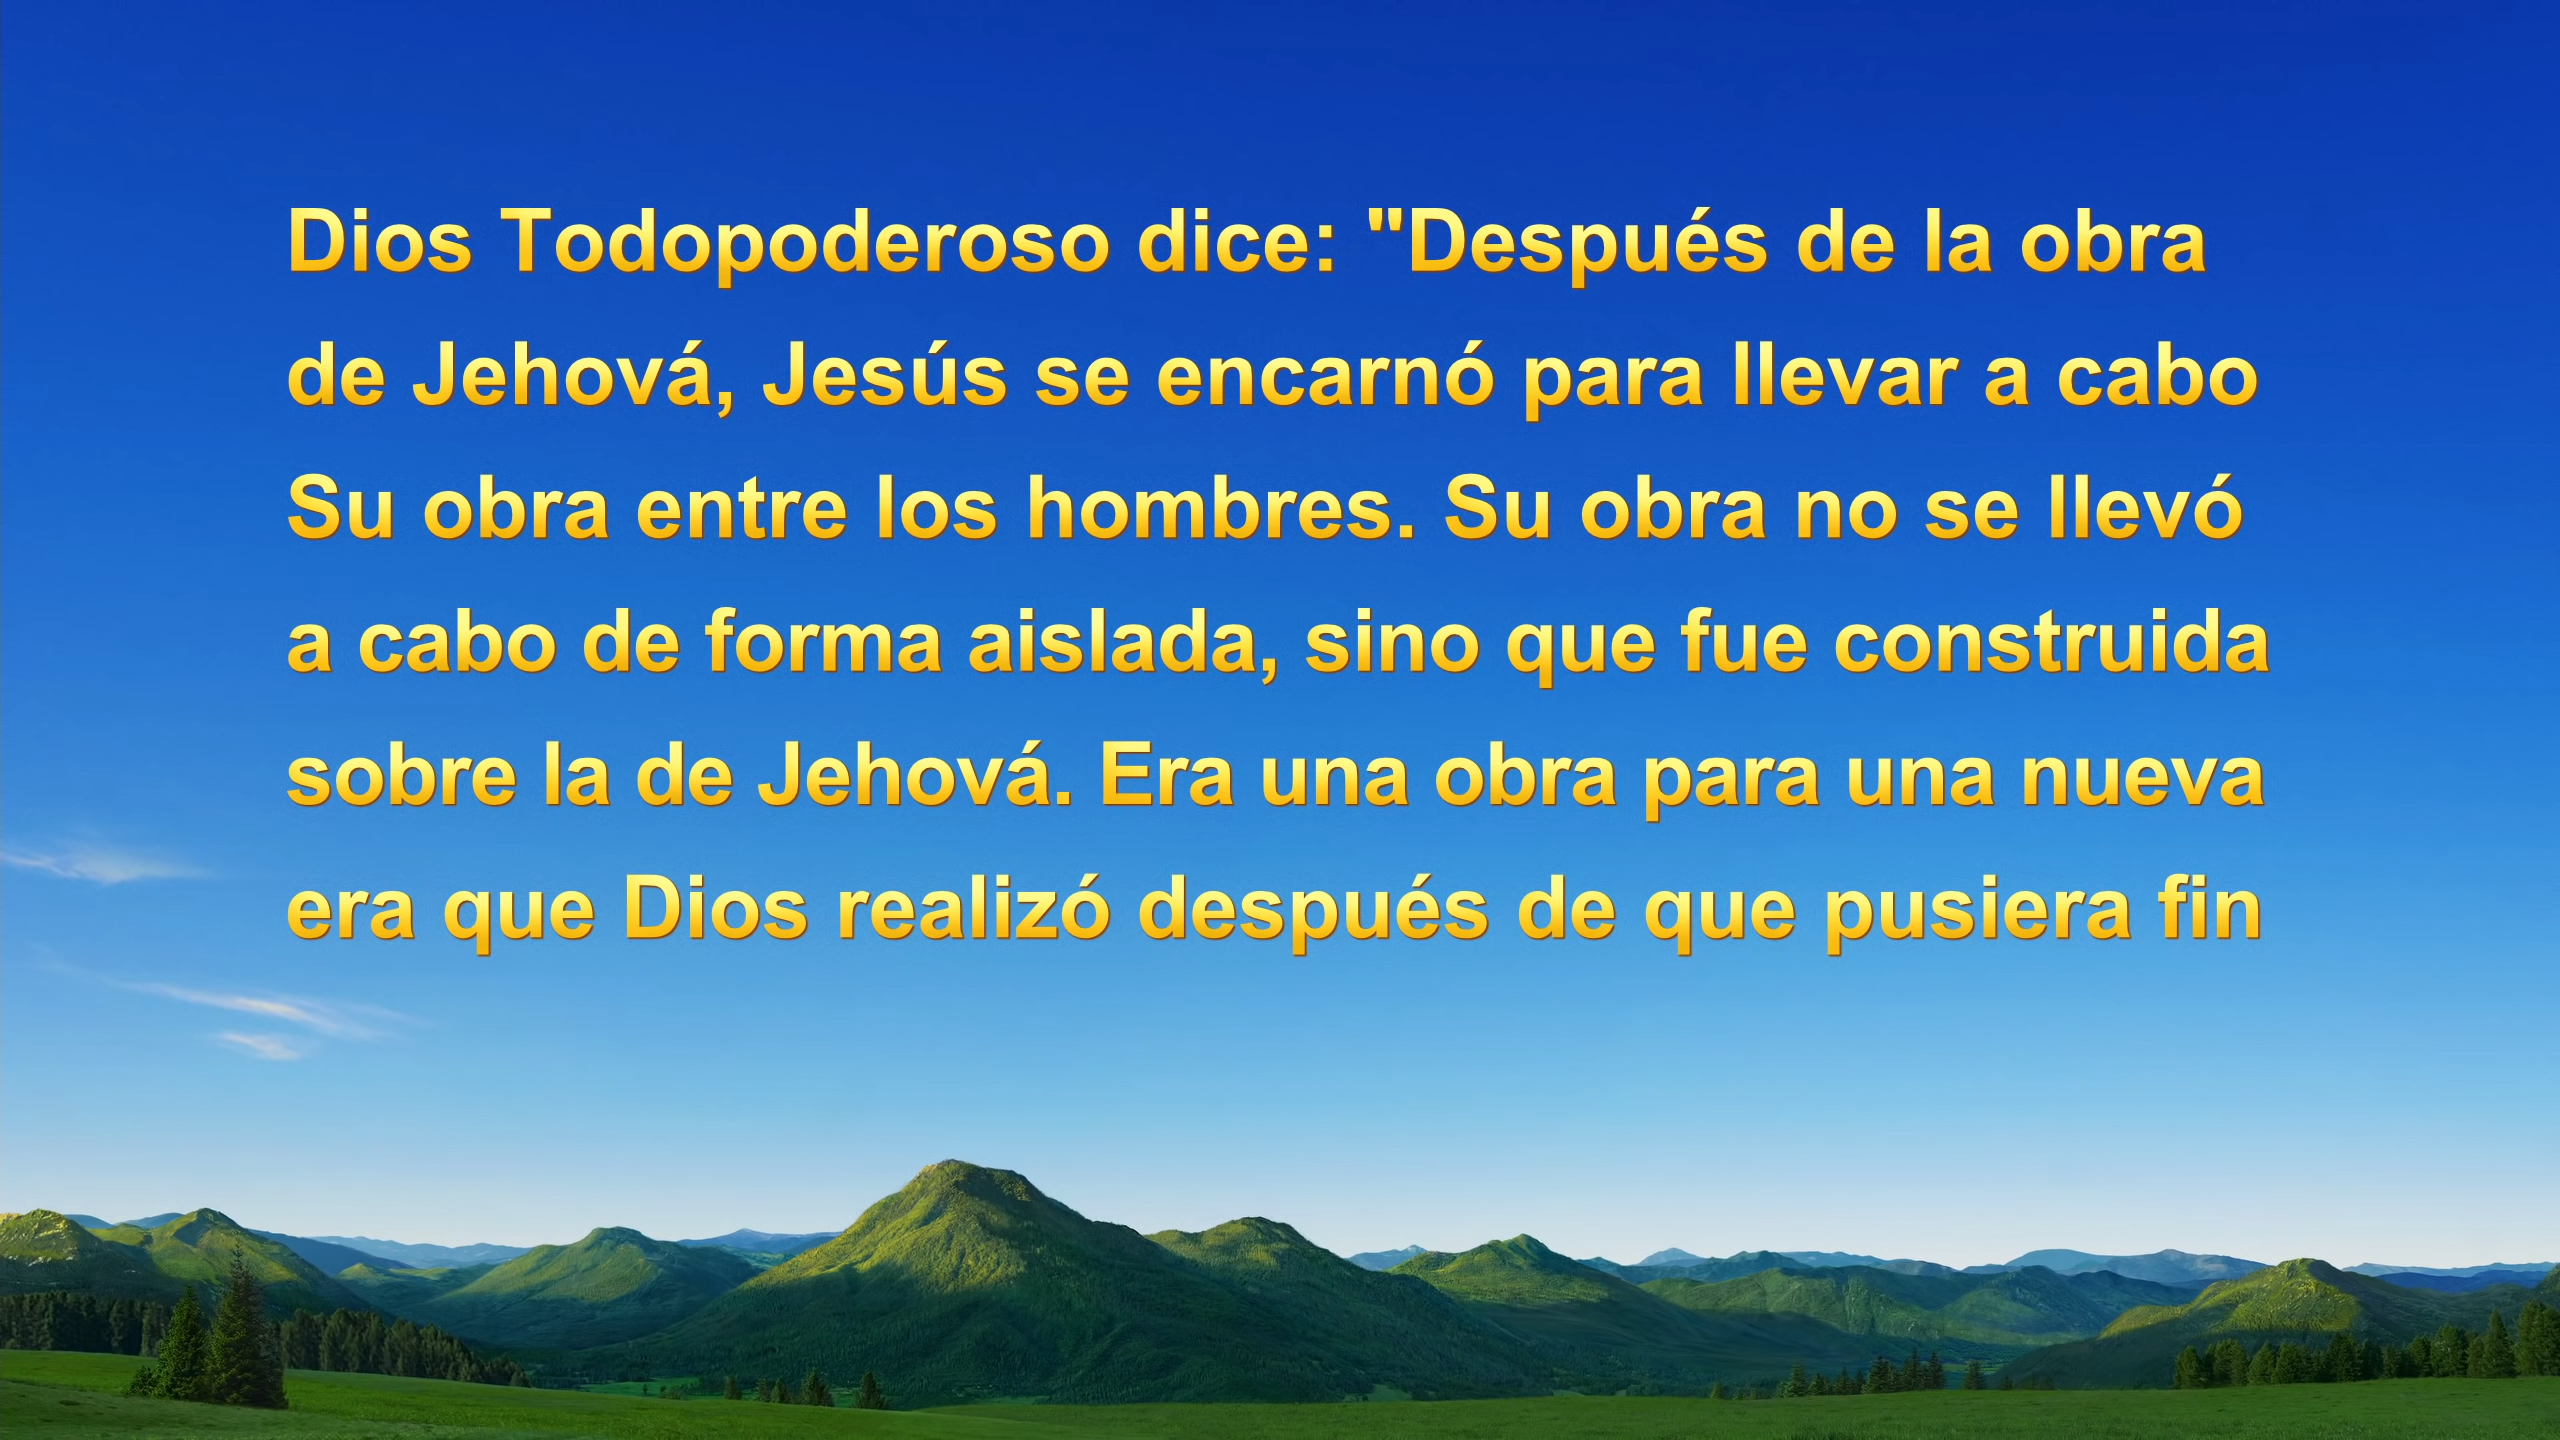 Dios Todopoderoso dice: "Después de la obra
de Jehová, Jesús se encarnó para llevar a cabo
Su obra entre los hombres. Su obra no se llevó
a cabo de forma aislada, sino que fue construida
sobre la de Jehová. Era una obra para una nueva
era que Dios realizó después de que pusiera fin